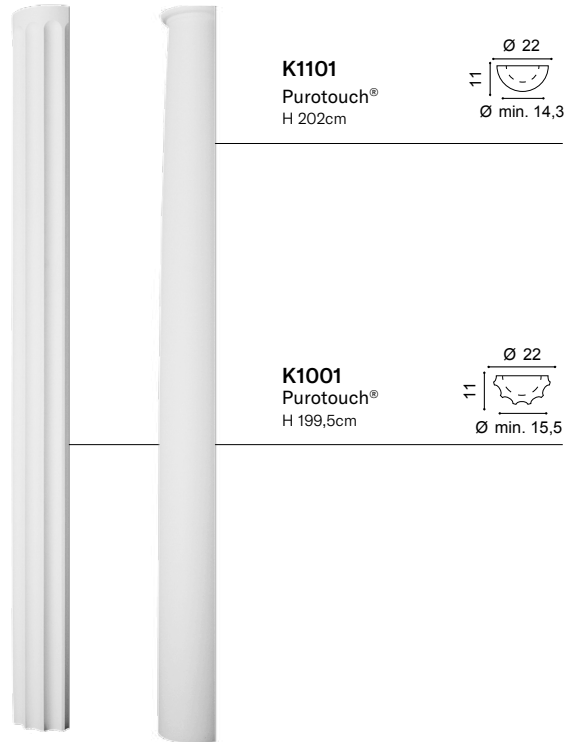 K1101
Purotouch®
H 202cm
Ø 22
11
Ø min. 14,3
K1001
Purotouch®
H 199,5cm
Ø 22
11
Ø min. 15,5